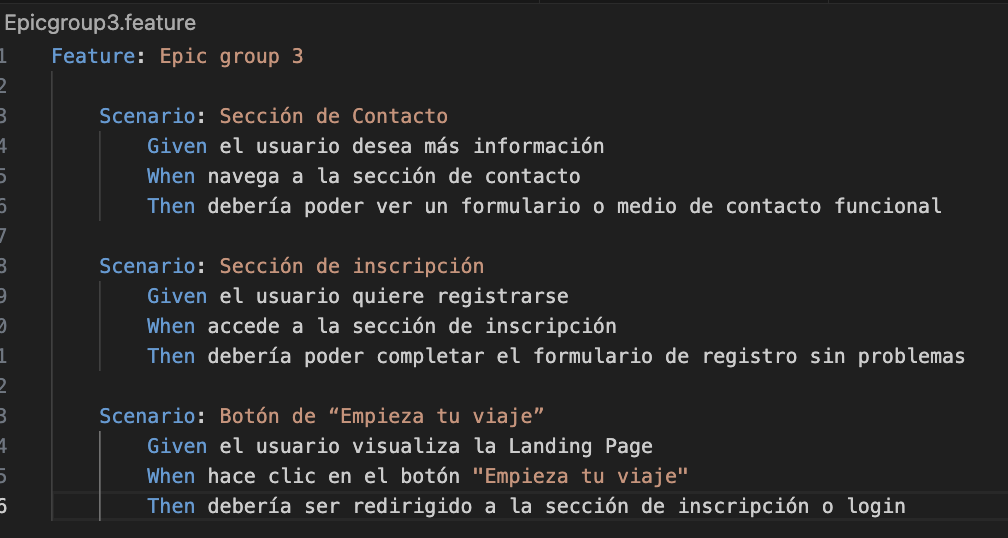 Epicgroup3.feature
1 Feature: Epic group 3
2
3 Scenario: Sección de Contacto
4 Given el usuario desea más información
5 When navega a la sección de contacto
6 Then debería poder ver un formulario o medio de contacto funcional
7
8 Scenario: Sección de inscripción
9 Given el usuario quiere registrarse
0 When accede a la sección de inscripción
1 Then debería poder completar el formulario de registro sin problemas
2
3 Scenario: Botón de “Empieza tu viaje”
4 Given el usuario visualiza la Landing Page
5 When hace clic en el botón "Empieza tu viaje"
6 Then debería ser redirigido a la sección de inscripción o login